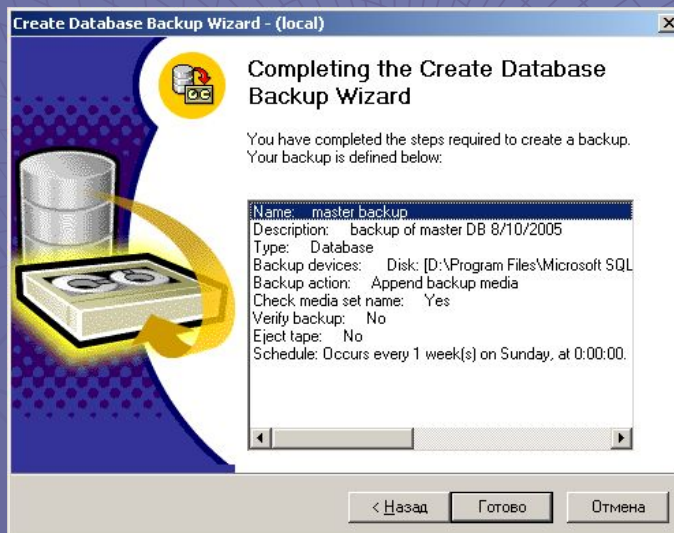 Create Database Backup Wizard - (local)
Completing the Create Database
Backup Wizard
You have completed the steps required to create a backup.
Your backup is defined below:
Name: master backup
Description: backup of master DB 8/10/2005
Type: Database
Backup devices: Disk: [D:\Program Files\Microsoft SQL
Backup action: Append backup media
Check media set name: Yes
Verify backup: No
Eject tape: No
Schedule: Occurs every 1 week(s) on Sunday, at 0:00:00.
< Назад Готово Отмена